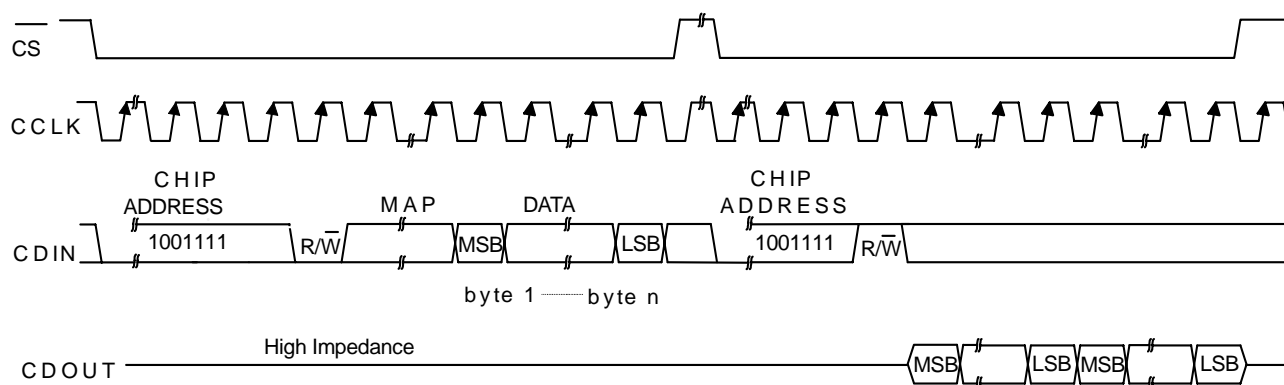 CS
CCLK
CHIP
ADDRESS
MAP
DATA
CHIP
ADDRESS
CDIN
1001111
R/W
MSB
LSB
1001111
R/W
byte 1
byte n
High Impedance
CDOUT
MSB
LSB
MSB
LSB